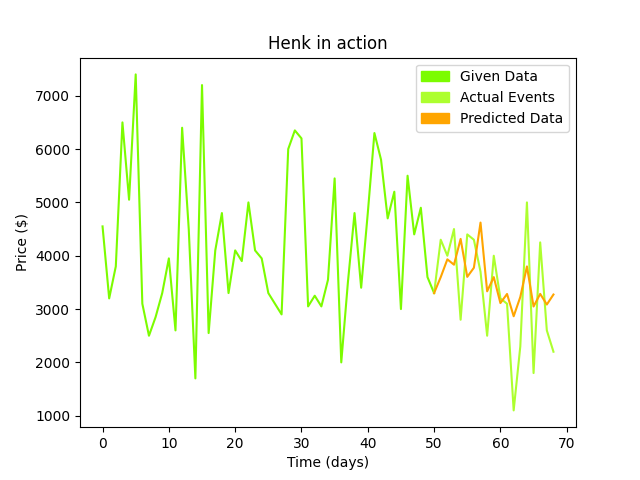 Henk in action
Given Data
Actual Events
Predicted Data
Price ($)
7000
6000
5000
4000
3000
2000
1000
0 10 20 30 40 50 60 70
Time (days)